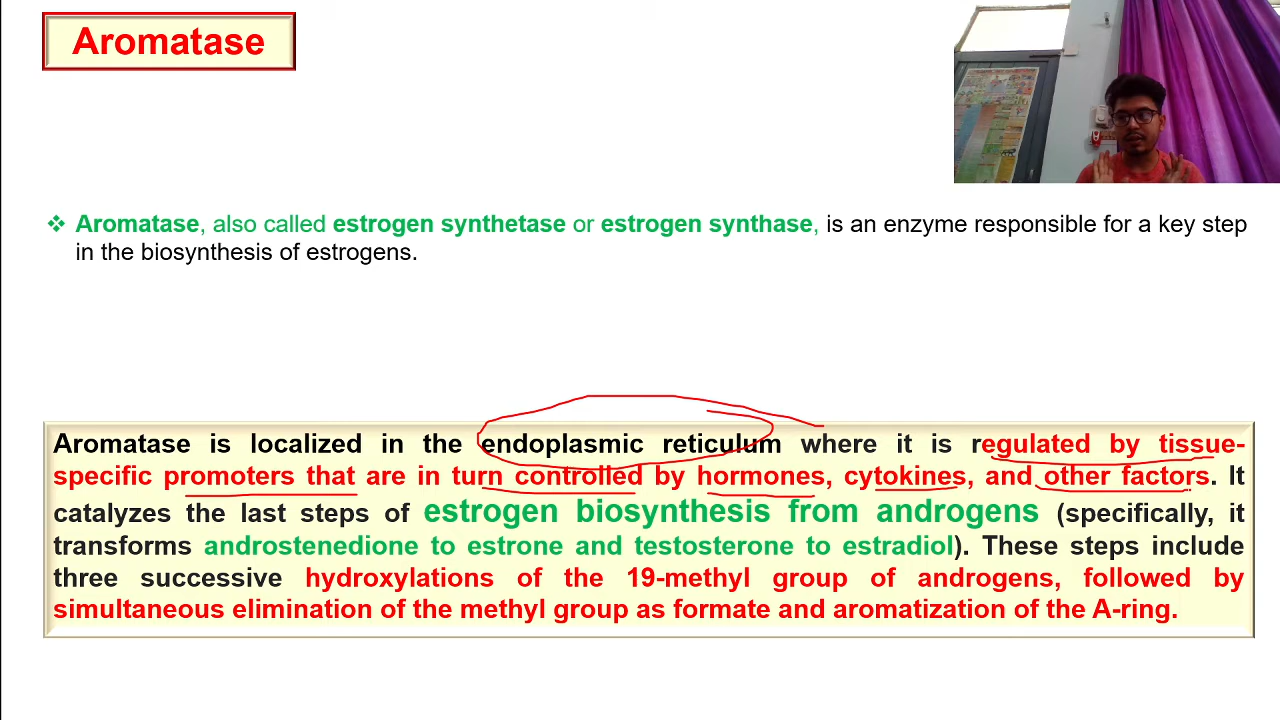 Aromatase
❖ Aromatase, also called estrogen synthetase or estrogen synthase, is an enzyme responsible for a key step
in the biosynthesis of estrogens.
Aromatase is localized in the endoplasmic reticulum where it is regulated by tissue-
specific promoters that are in turn controlled by hormones, cytokines, and other factors. It
catalyzes the last steps of estrogen biosynthesis from androgens (specifically, it
transforms androstenedione to estrone and testosterone to estradiol). These steps include
three successive hydroxylations of the 19-methyl group of androgens, followed by
simultaneous elimination of the methyl group as formate and aromatization of the A-ring.